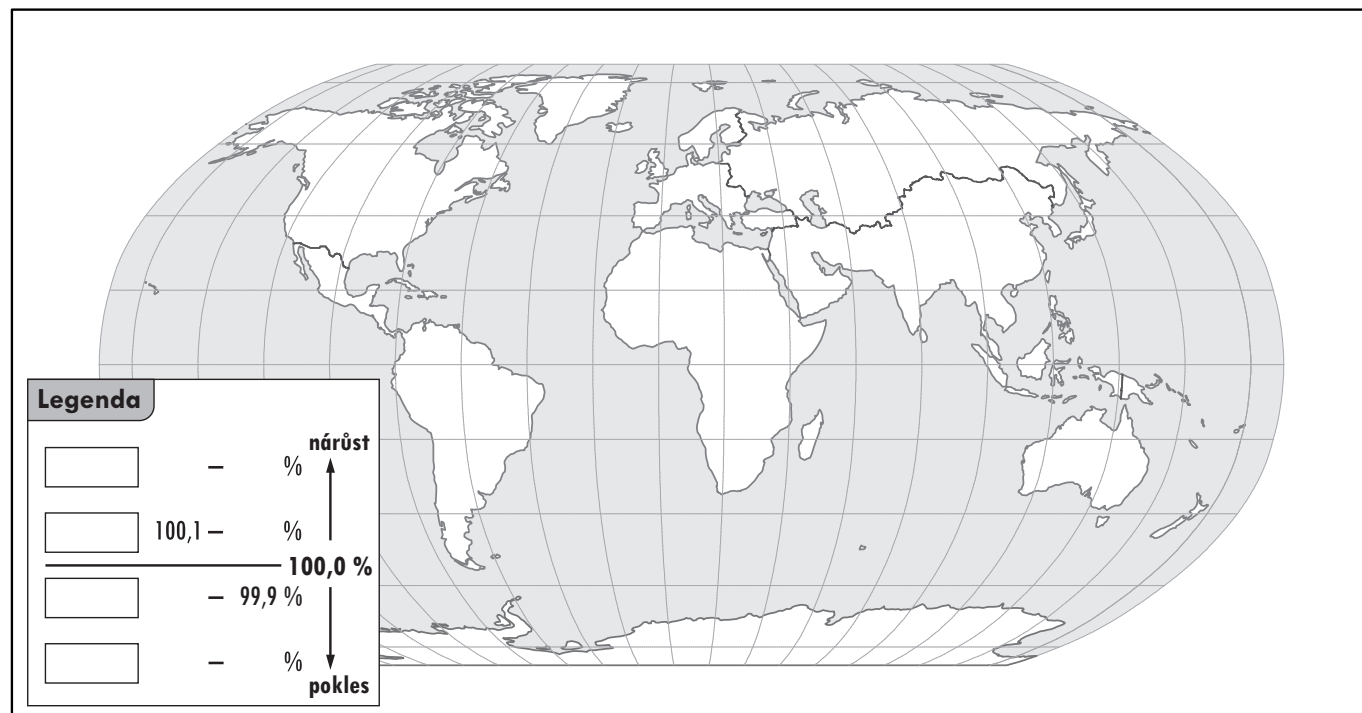 Legenda
nárůst
– %
100,1 – %
100,0 %
– 99,9 %
– %
pokles